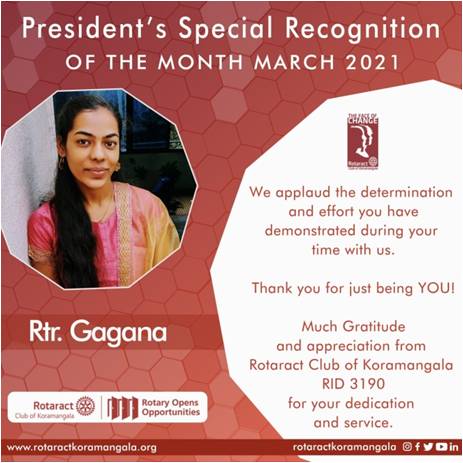 President's Special Recognition
OF THE MONTH MARCH 2021
THE FACE OF
CHANGE
Rotaract
Club of Koramangala
We applaud the determination
and effort you have
demonstrated during your
time with us.
Thank you for just being YOU!
Much Gratitude
and appreciation from
Rotaract Club of Koramangala
RID 3190
for your dedication
and service.
Rtr. Gagana
Rotaract
Club of Koramangala
Rotary Opens
Opportunities
www.rotaractkoramangala.org
rotaractkoramangala